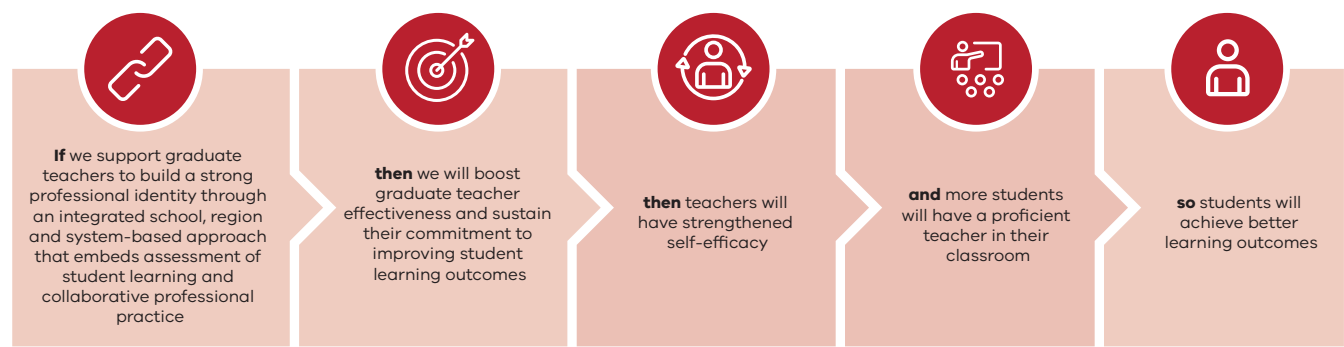 If we support graduate
teachers to build a strong
professional identity through
an integrated school, region
and system-based approach
that embeds assessment of
student learning and
collaborative professional
practice
then we will boost
graduate teacher
effectiveness and sustain
their commitment to
improving student
learning outcomes
then teachers will
have strengthened
self-efficacy
and more students
will have a proficient
teacher in their
classroom
so students will
achieve better
learning outcomes